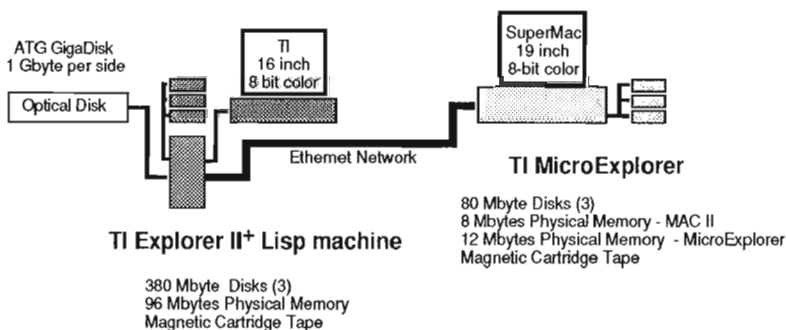 ATG GigaDisk
1 Gbyte per side
Optical Disk
TI
16 inch
8 bit color
SuperMac
19 inch
8-bit color
Ethernet Network
TI MicroExplorer
80 Mbyte Disks (3)
8 Mbytes Physical Memory - MAC II
12 Mbytes Physical Memory - MicroExplorer
Magnetic Cartridge Tape
TI Explorer II+ Lisp machine
380 Mbyte Disks (3)
96 Mbytes Physical Memory
Magnetic Cartridge Tape